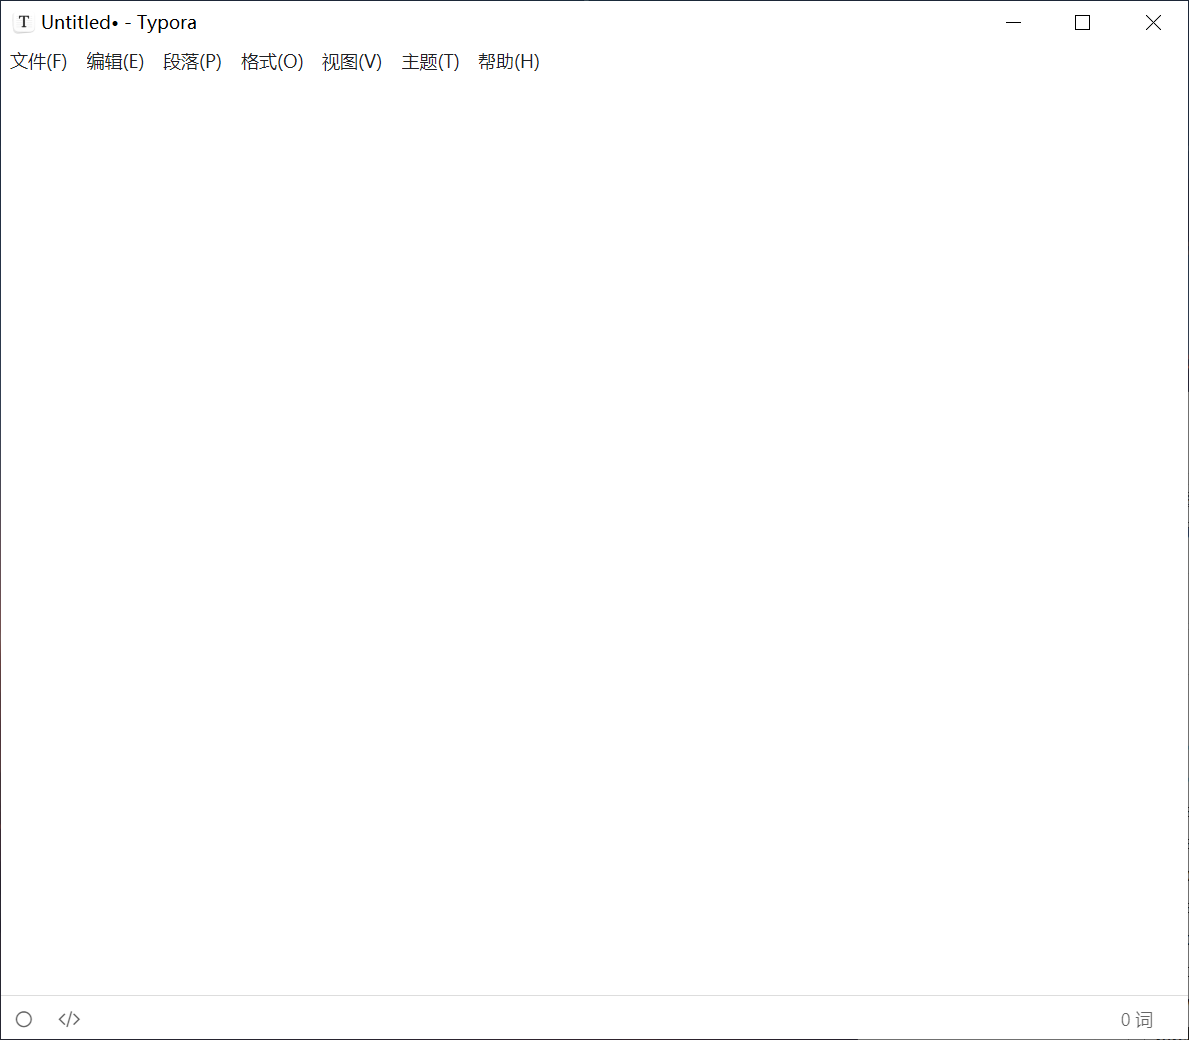 T Untitled• - Typora
文件(F) 编辑(E) 段落(P) 格式(O) 视图(V) 主题(T) 帮助(H)
</> 0 词